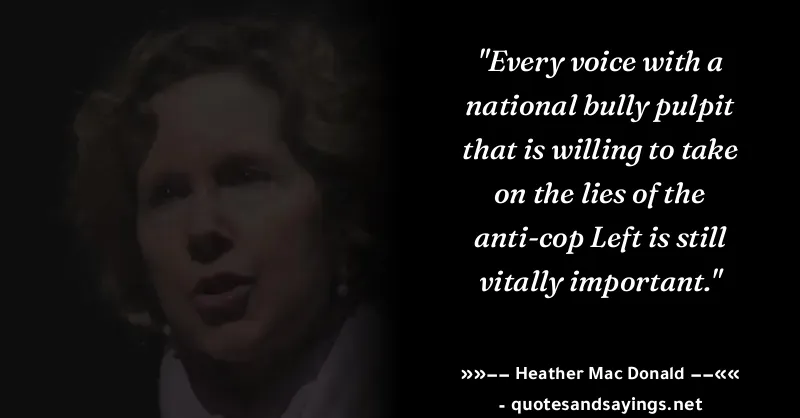 "Every voice with a
national bully pulpit
that is willing to take
on the lies of the
anti-cop Left is still
vitally important."
»»−− Heather Mac Donald −−««
- quotesandsayings.net